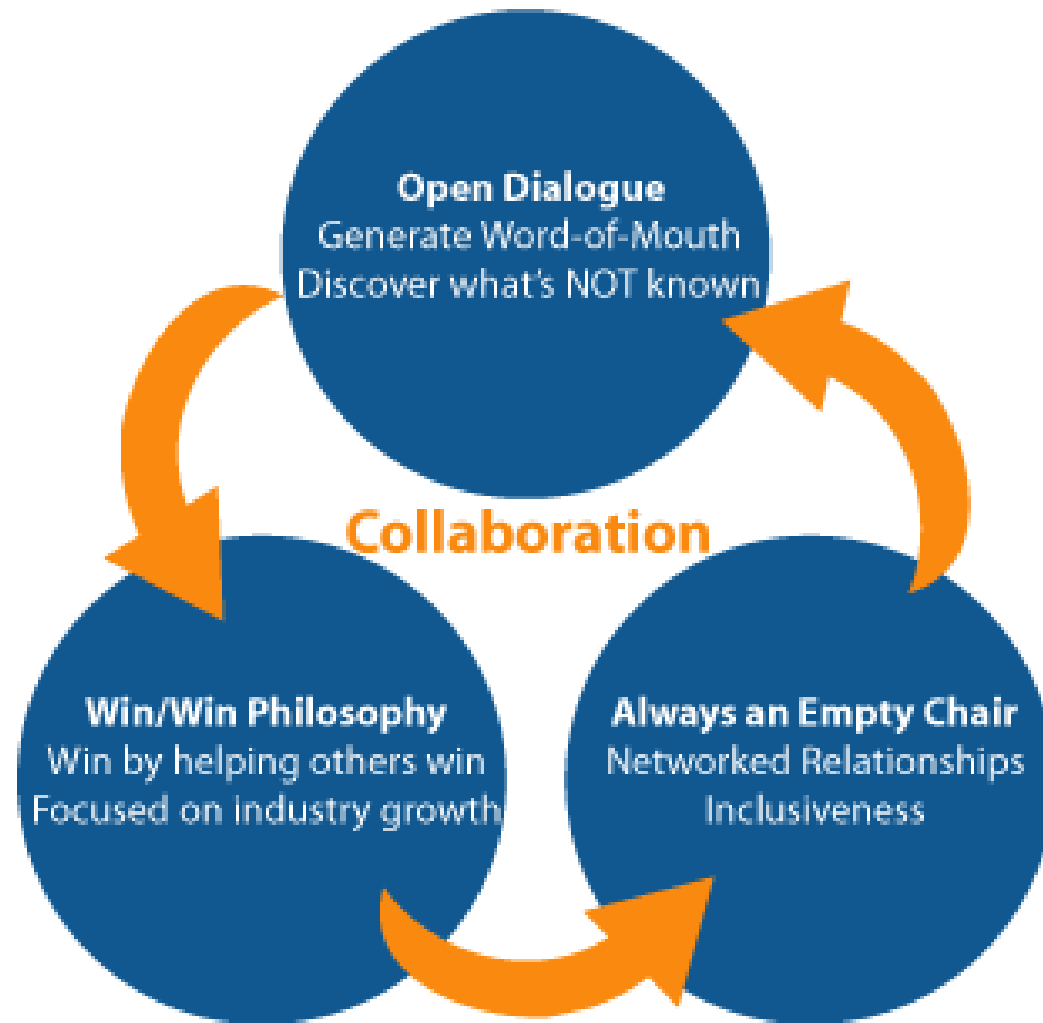 Open Dialogue
Generate Word-of-Mouth
Discover what's NOT known
Collaboration
Win/Win Philosophy
Win by helping others win
Focused on industry growth
Always an Empty Chair
Networked Relationships
Inclusiveness